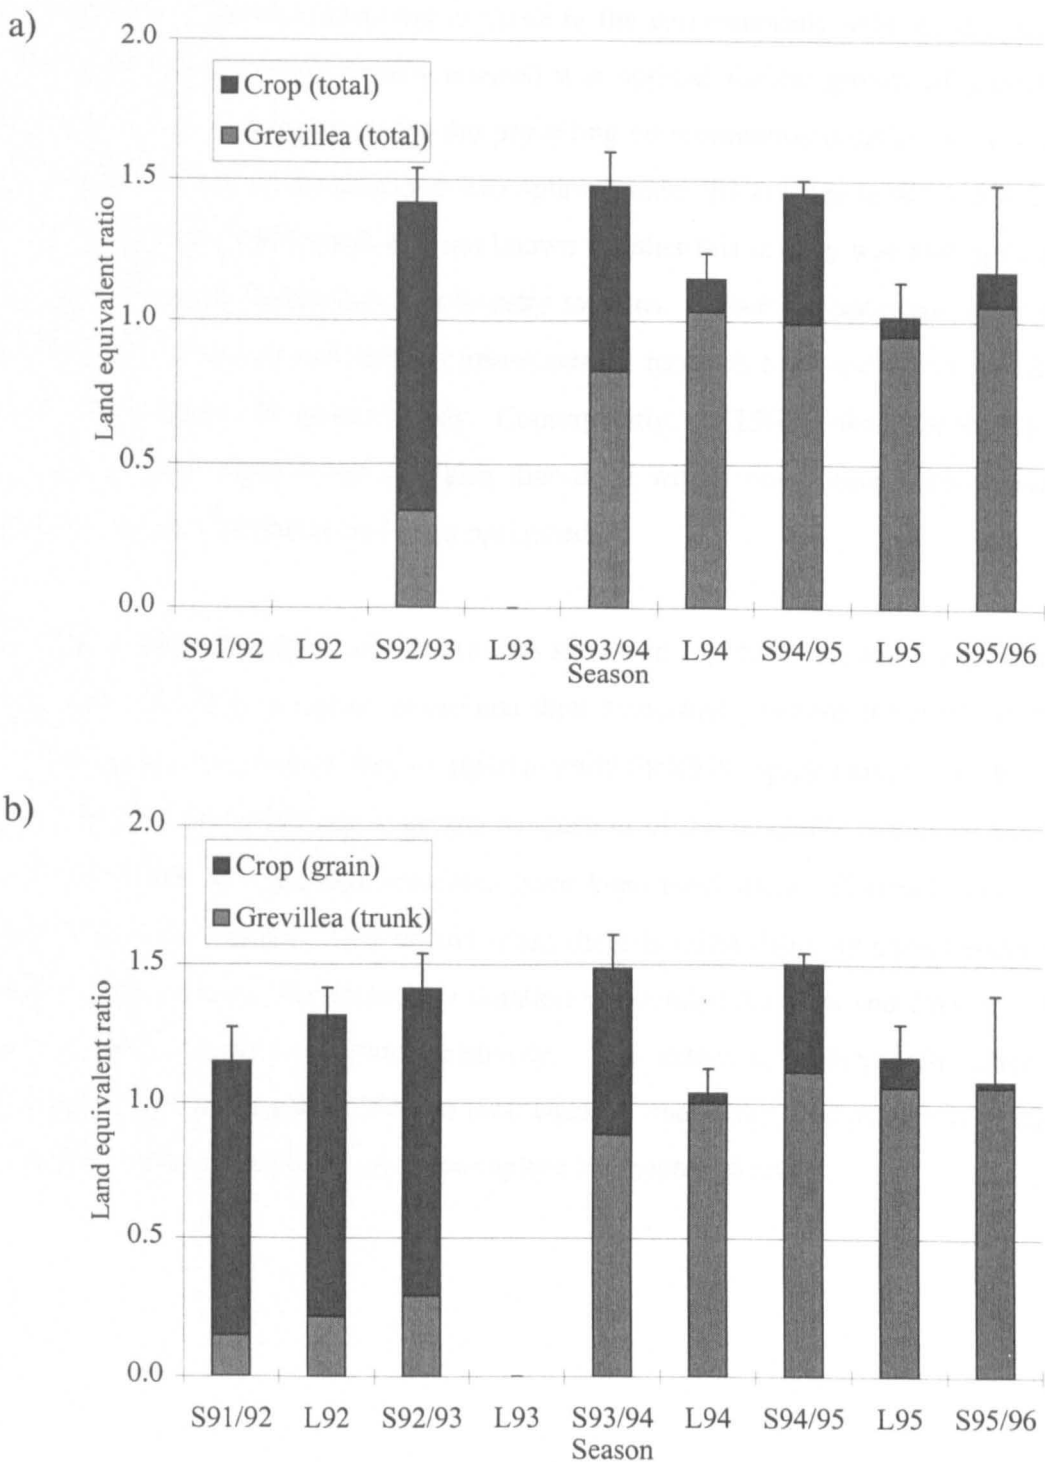 a)
2.0
Crop (total)
Grevillea (total)
1.5
1.0
0.5
0.0
Land equivalent ratio
S91/92 L92 S92/93 L93 S93/94 L94 S94/95 L95 S95/96
Season
b)
2.0
Crop (grain)
Grevillea (trunk)
1.5
1.0
0.5
0.0
Land equivalent ratio
S91/92 L92 S92/93 L93 S93/94 L94 S94/95 L95 S95/96
Season